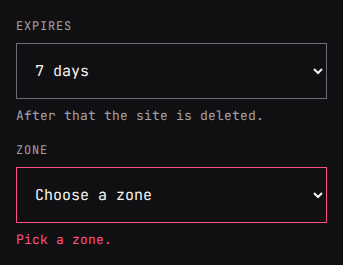 EXPIRES
7 days
After that the site is deleted.
ZONE
Choose a zone
Pick a zone.